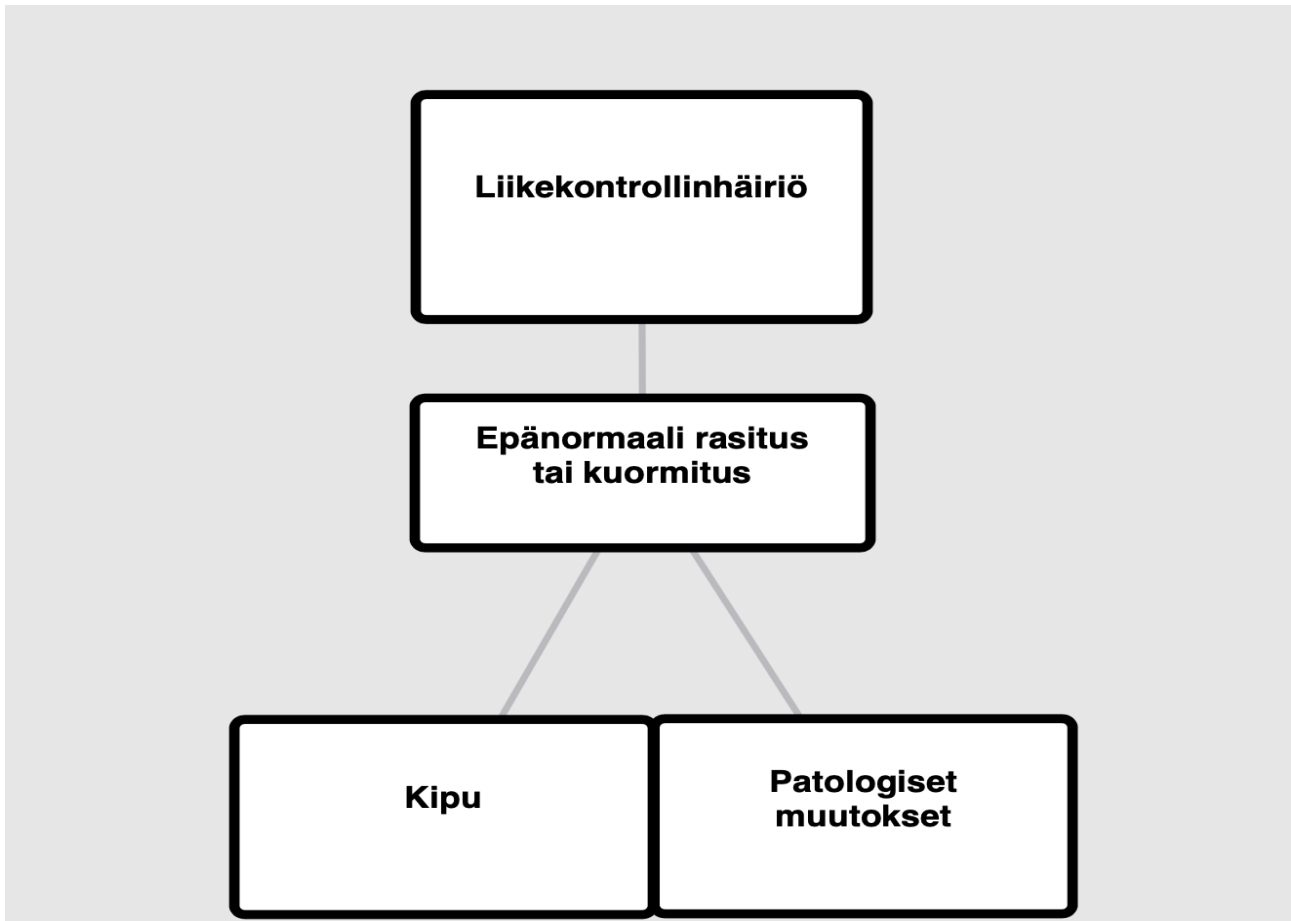 Liikekontrollinhäiriö
Epänormaali rasitus
tai kuormitus
Kipu
Patologiset
muutokset